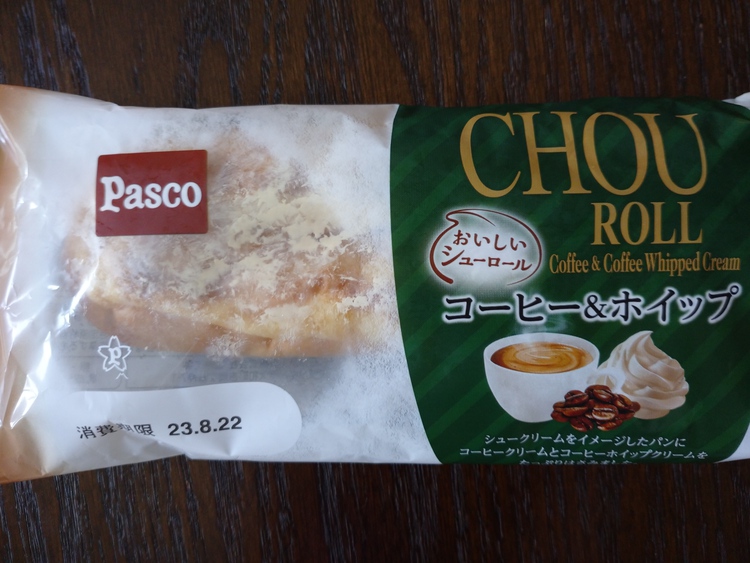 Pasco
CHOU
ROLL
おいしい
シューロール
Coffee & Coffee Whipped Cream
コーヒー&ホイップ
P
消費期限 23.8.22
シュークリームをイメージしたパンに
コーヒークリームとコーヒーホイップクリームを